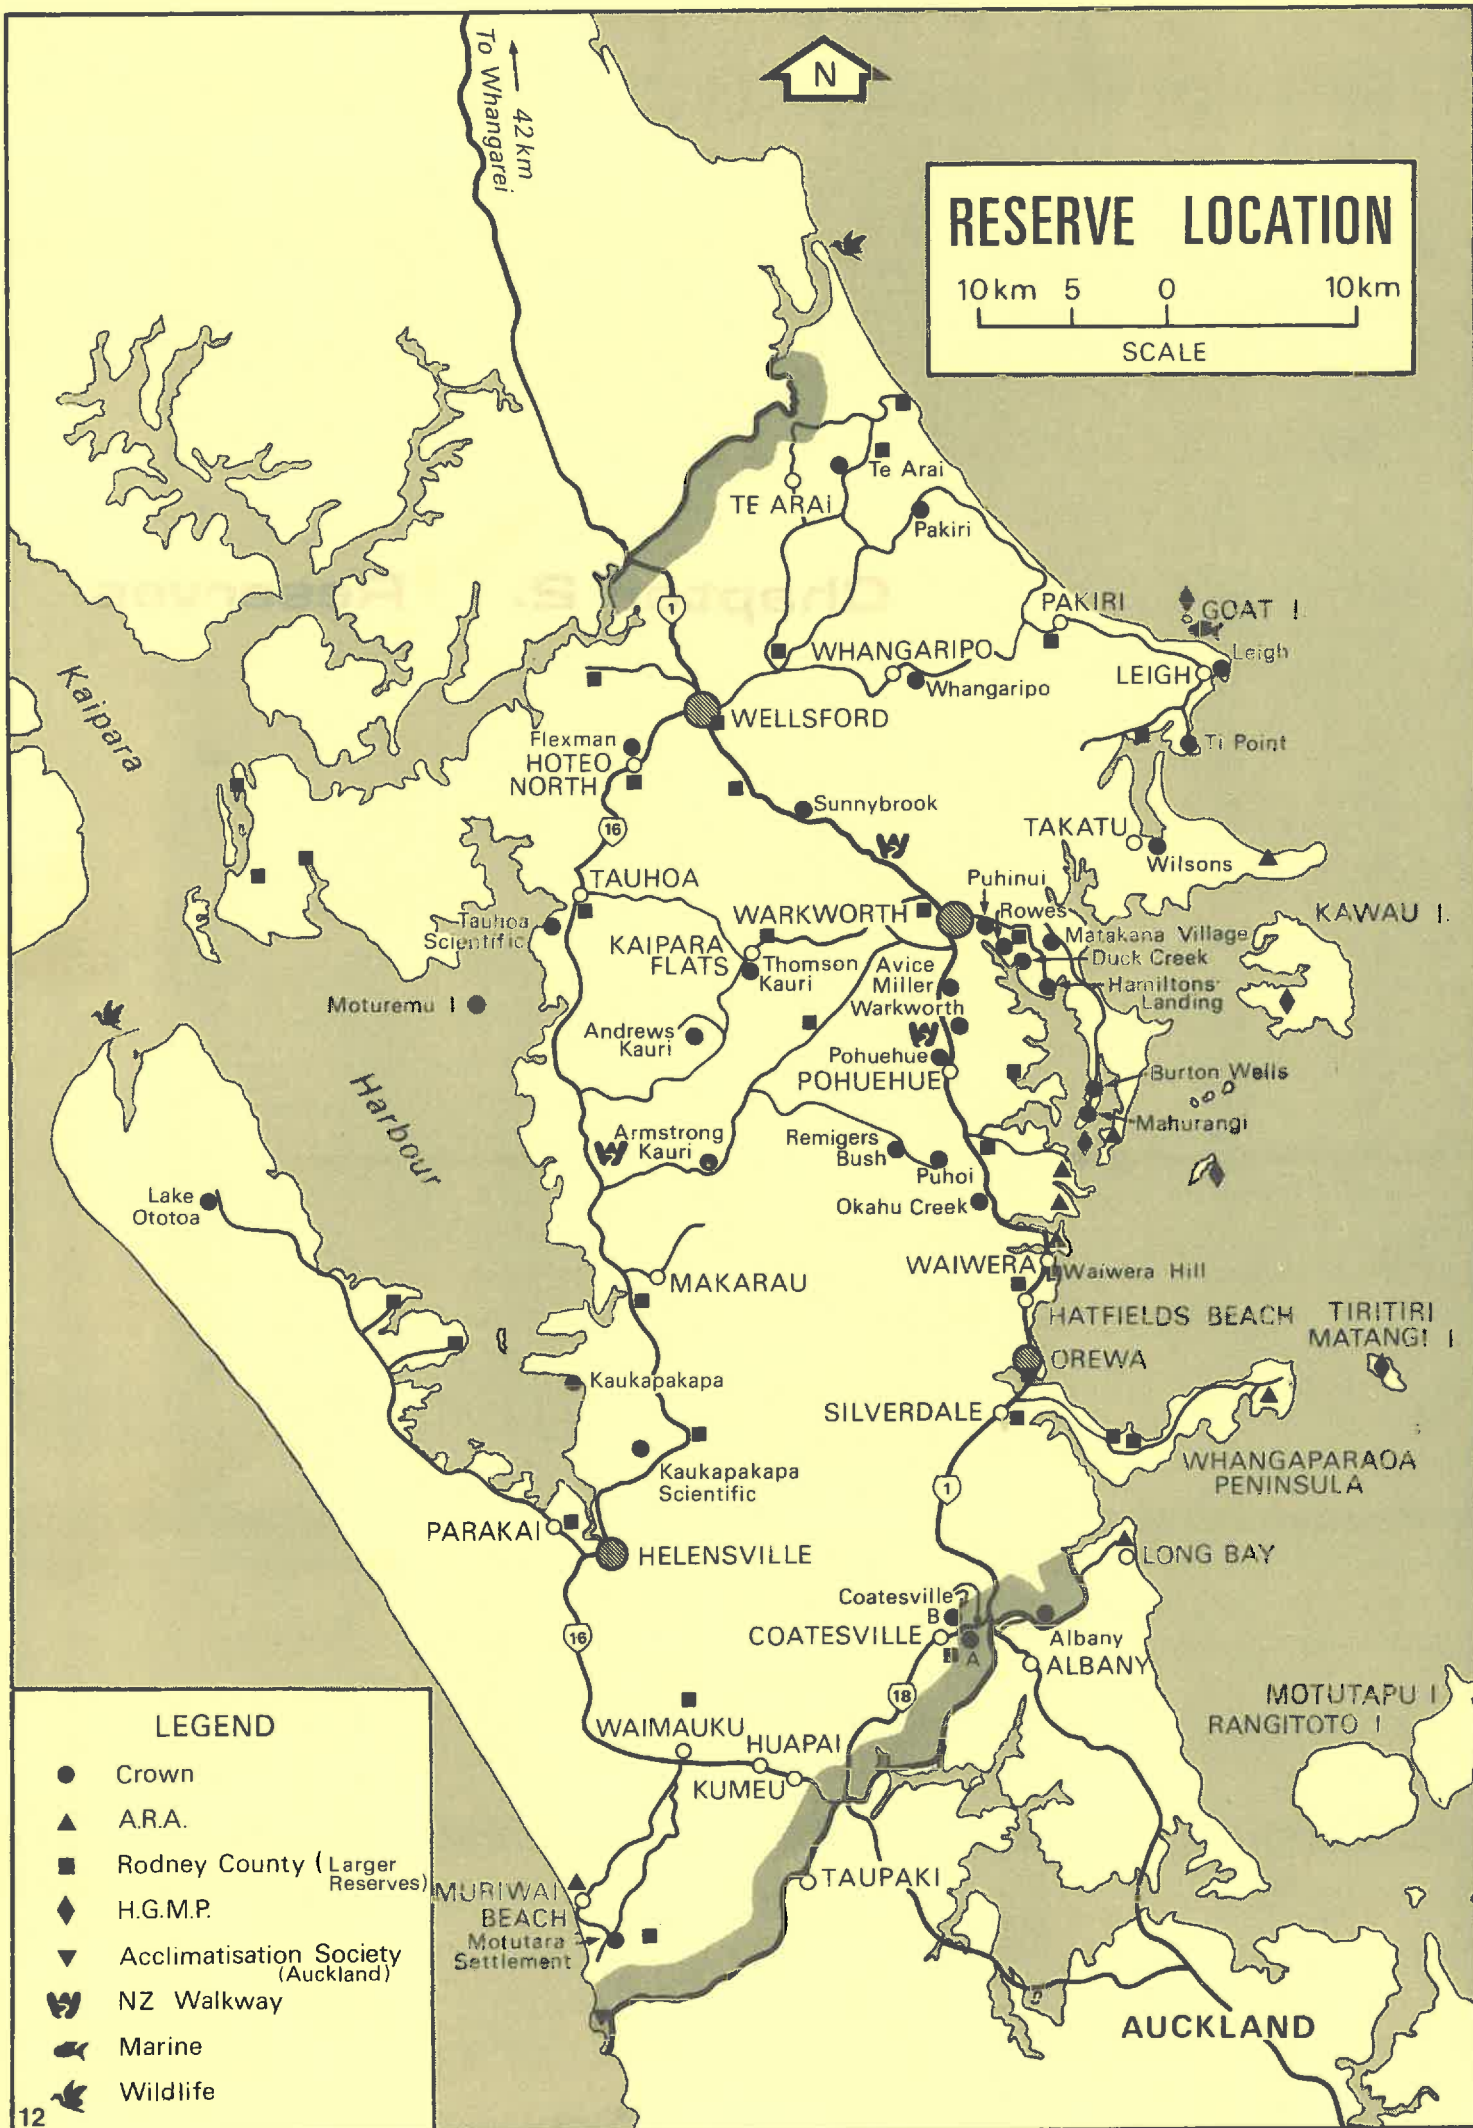 To Whangarei
42km
N
RESERVE LOCATION
10km 5 0 10km
SCALE
Te Arai
TE ARAI
Pakiri
1
PAKIRI
GOAT I.
WHANGARIPO
Leigh
LEIGH
Whangaripo
Kaipara
WELLSFORD
Flexman
HOTEO
NORTH
Ti Point
Sunnybrook
16
TAKATU
Wilsons
TAUHOA
Puhinui
WARKWORTH
Rowes
KAWAU I.
Tauhoa
Scientific
KAIPARA
FLATS
Matakana Village
Duck Creek
Thomson
Kauri
Avice
Miller
Hamiltons
Landing
Moturemu I
Warkworth
Andrews
Kauri
Pohuehue
POHUEHUE
Burton Wells
Harbour
Mahurangi
Armstrong
Kauri
Remigers
Bush
Puhoi
Lake
Ototoa
Okahu Creek
WAIWERA
Waiwera Hill
MAKARAU
HATFIELDS BEACH
TIRITIRI
MATANGI I
OREWA
Kaukapakapa
SILVERDALE
Kaukapakapa
Scientific
WHANGAPARAOA
PENINSULA
1
PARAKAI
HELENSVILLE
LONG BAY
Coatesville
B
COATESVILLE
A
Albany
ALBANY
16
18
MOTUTAPU I
RANGITOTO I
WAIMAUKU
HUAPAI
KUMEU
TAUPAKI
MURIWAI
BEACH
Motutara
Settlement
AUCKLAND
LEGEND
Crown
A.R.A.
Rodney County (Larger
Reserves)
H.G.M.P.
Acclimatisation Society
(Auckland)
NZ Walkway
Marine
Wildlife
12